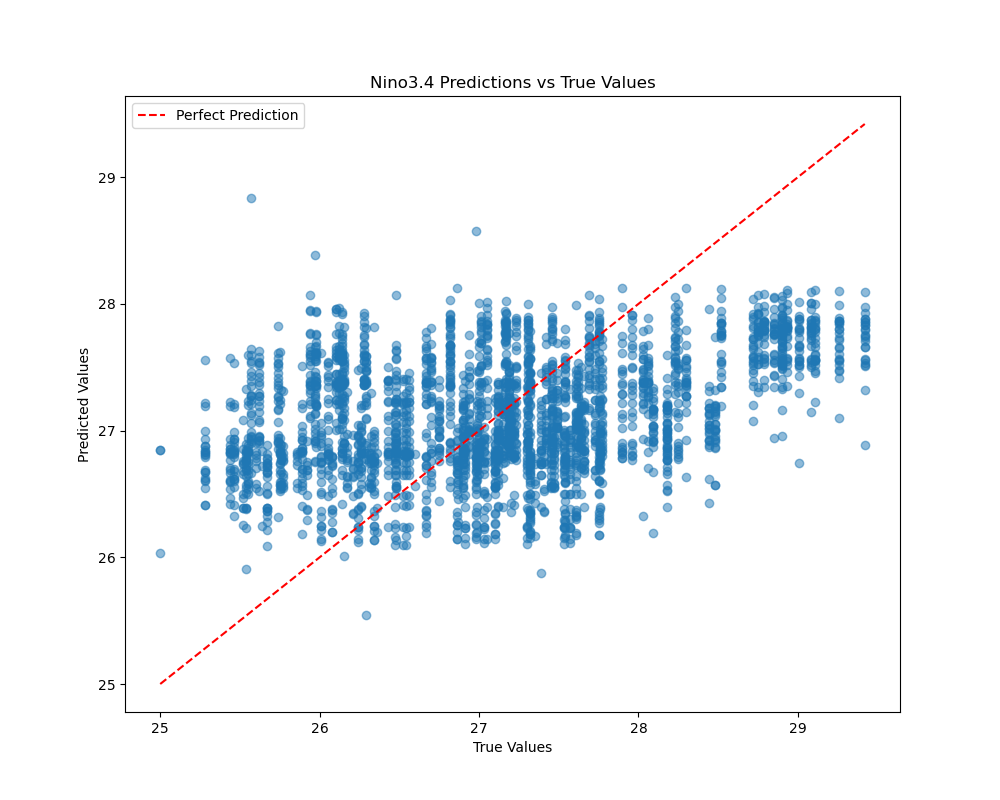 Nino3.4 Predictions vs True Values
Perfect Prediction
Predicted Values
29
28
27
26
25
25 26 27 28 29
True Values